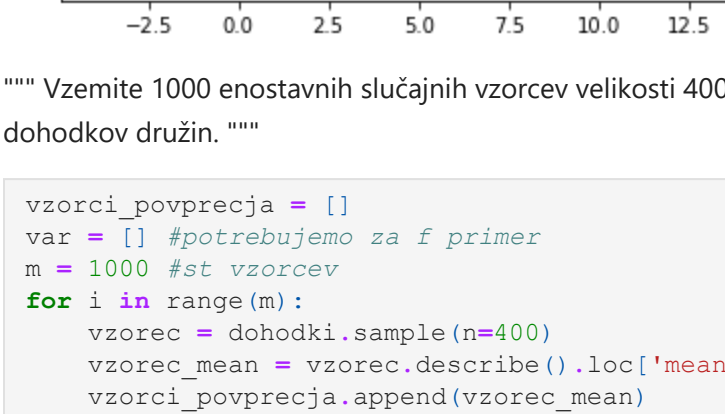 −2.5 0.0 2.5 5.0 7.5 10.0 12.5
""" Vzemite 1000 enostavnih slučajnih vzorcev velikosti 400
dohodkov družin. """
vzorci_povprecja = []
var = [] #potrebujemo za f primer
m = 1000 #st vzorcev
for i in range(m):
    vzorec = dohodki.sample(n=400)
    vzorec_mean = vzorec.describe().loc['mean
    vzorci_povprecja.append(vzorec_mean)